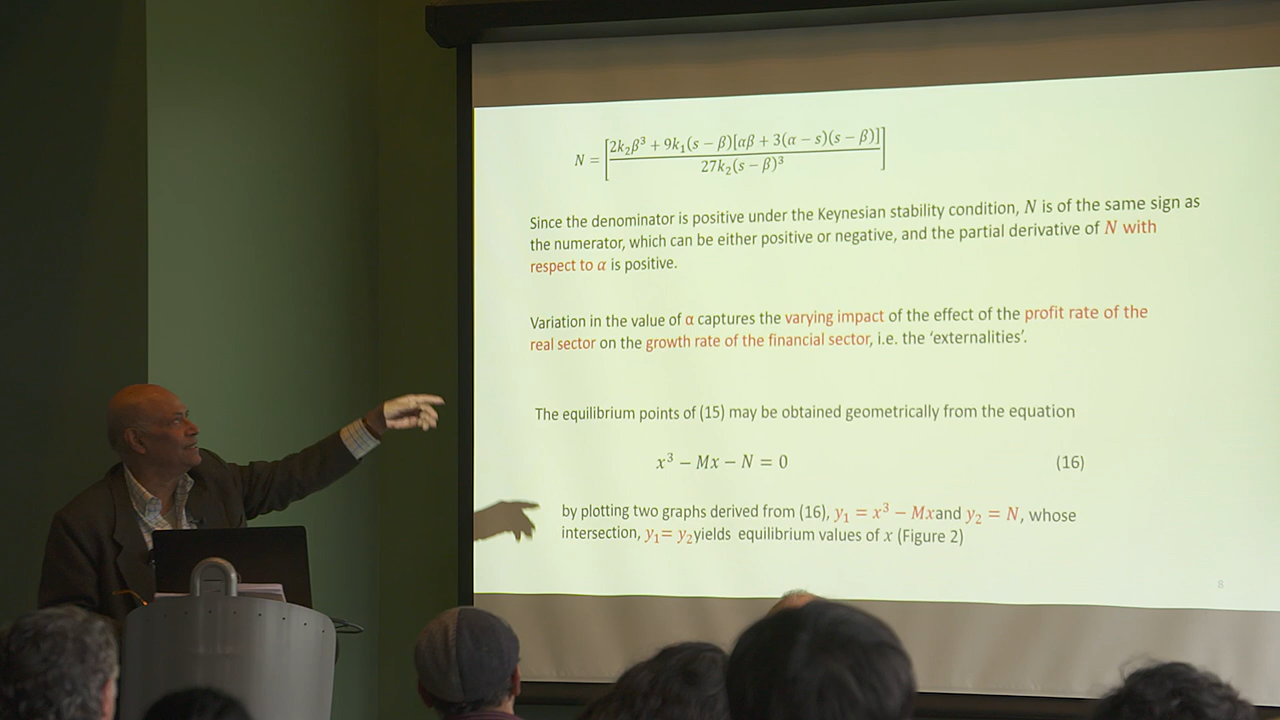 N = [2k₂β³ + 9k₁(s − β)[αβ + 3(α − s)(s − β)] / 27k₂(s − β)³]
Since the denominator is positive under the Keynesian stability condition, N is of the same sign as
the numerator, which can be either positive or negative, and the partial derivative of N with
respect to α is positive.
Variation in the value of α captures the varying impact of the effect of the profit rate of the
real sector on the growth rate of the financial sector, i.e. the ‘externalities’.
The equilibrium points of (15) may be obtained geometrically from the equation
x³ − Mx − N = 0 (16)
by plotting two graphs derived from (16), y₁ = x³ − Mxand y₂ = N, whose
intersection, y₁= y₂yields equilibrium values of x (Figure 2)
8